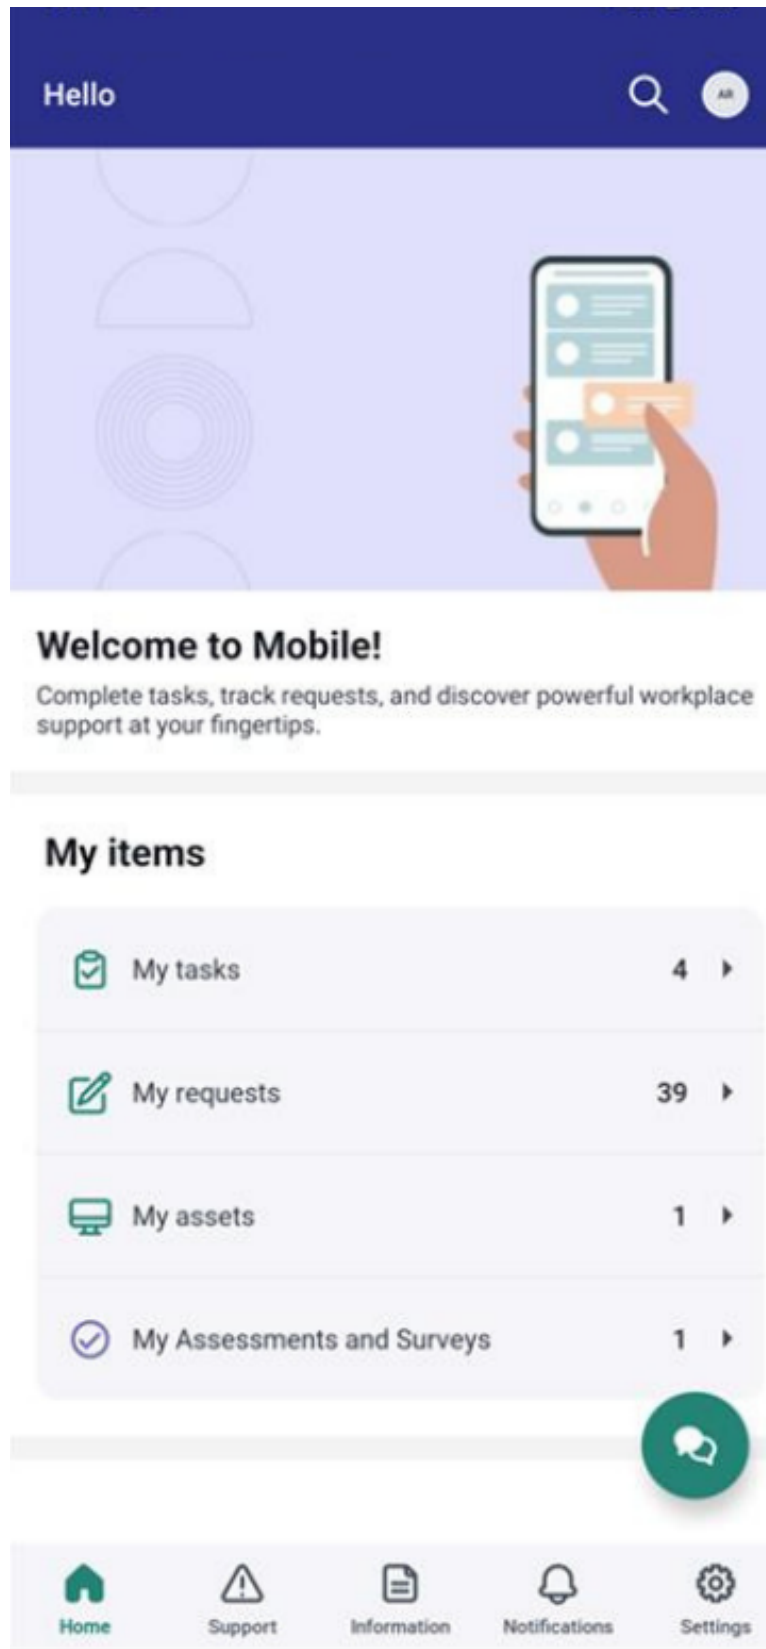 Hello
AR
Welcome to Mobile!
Complete tasks, track requests, and discover powerful workplace
support at your fingertips.
My items
My tasks 4
My requests 39
My assets 1
My Assessments and Surveys 1
Home Support Information Notifications Settings